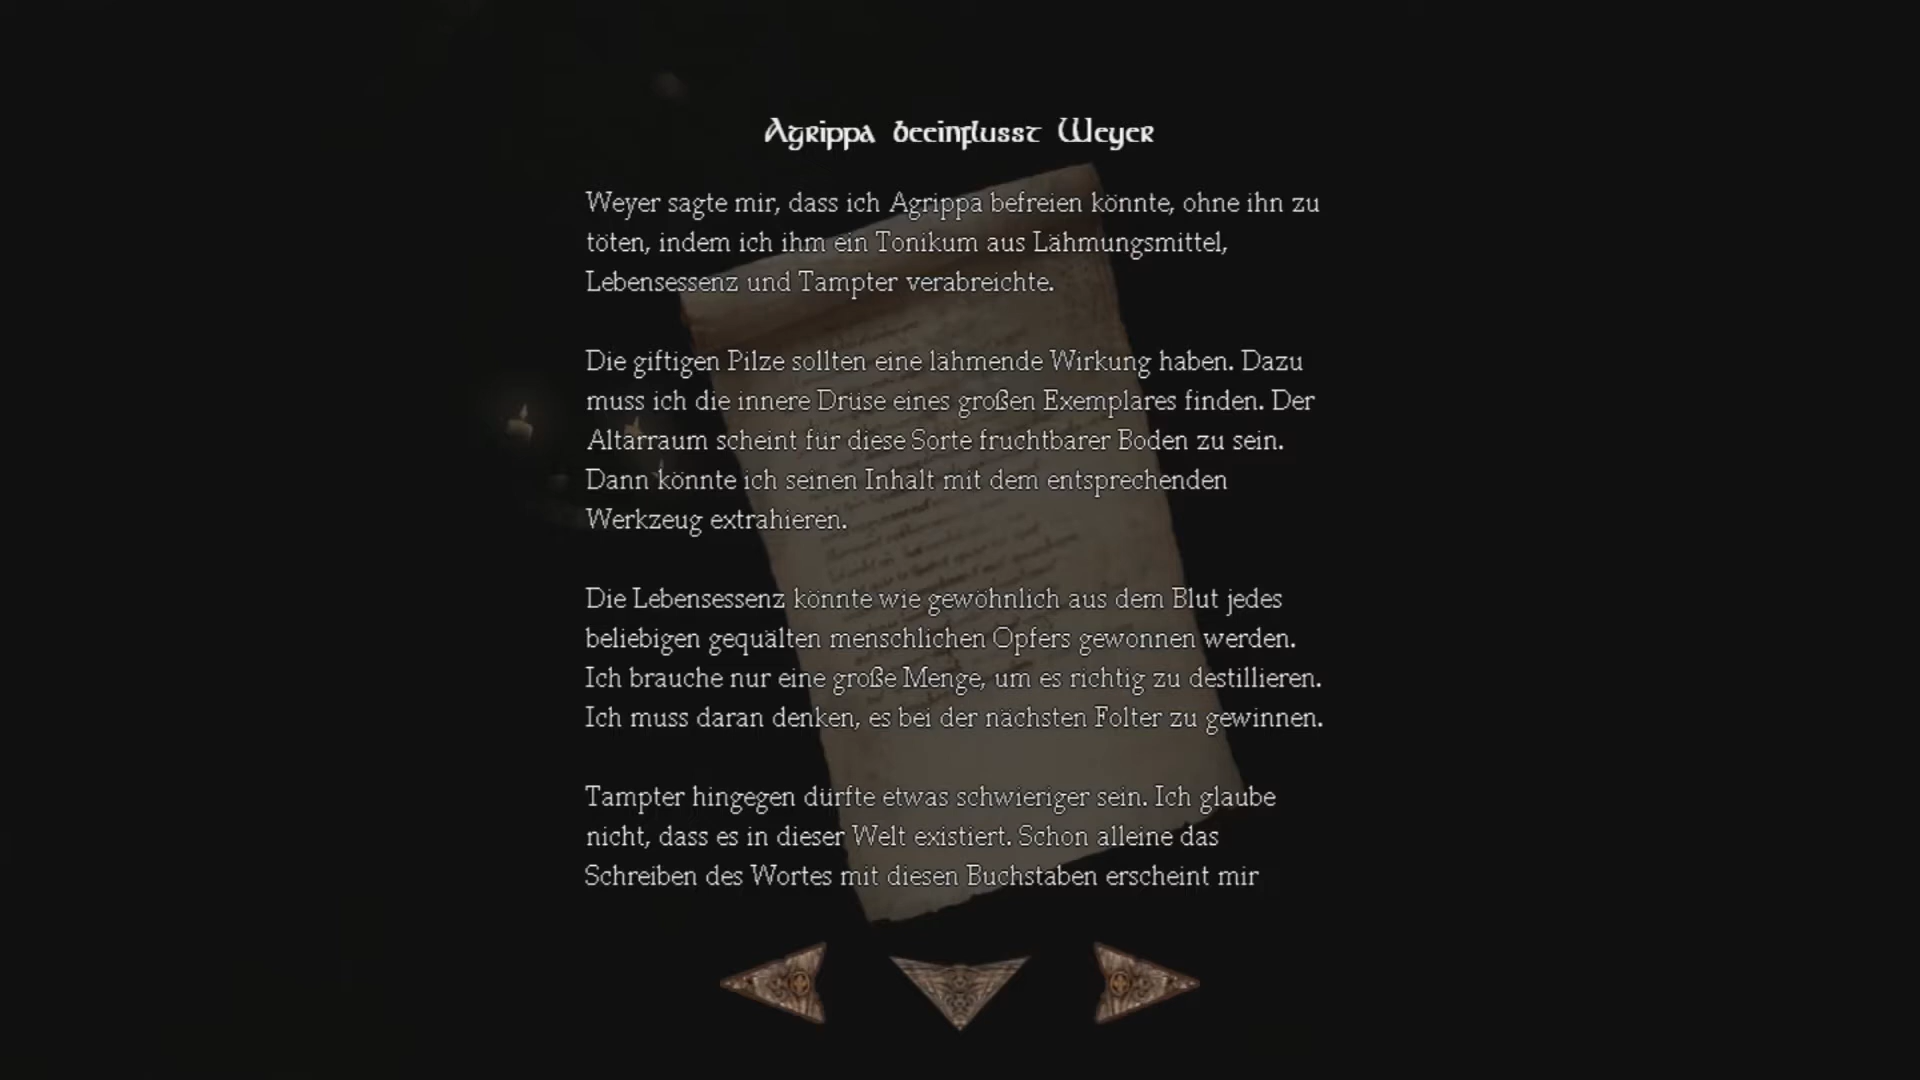 Agrippa beeinflusst Weyer
Weyer sagte mir, dass ich Agrippa befreien könnte, ohne ihn zu
töten, indem ich ihm ein Tonikum aus Lähmungsmittel,
Lebensessenz und Tampter verabreichte.
Die giftigen Pilze sollten eine lähmende Wirkung haben. Dazu
muss ich die innere Drüse eines großen Exemplares finden. Der
Altarraum scheint für diese Sorte fruchtbarer Boden zu sein.
Dann könnte ich seinen Inhalt mit dem entsprechenden
Werkzeug extrahieren.
Die Lebensessenz könnte wie gewöhnlich aus dem Blut jedes
beliebigen gequälten menschlichen Opfers gewonnen werden.
Ich brauche nur eine große Menge, um es richtig zu destillieren.
Ich muss daran denken, es bei der nächsten Folter zu gewinnen.
Tampter hingegen dürfte etwas schwieriger sein. Ich glaube
nicht, dass es in dieser Welt existiert. Schon alleine das
Schreiben des Wortes mit diesen Buchstaben erscheint mir